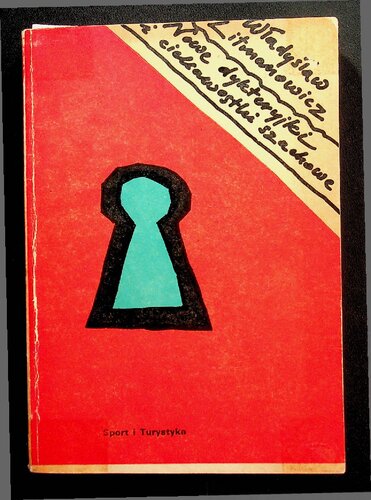 Władysław
Litmanowicz
Nowe dykteryjki
i ciekawostki szachowe
Sport i Turystyka